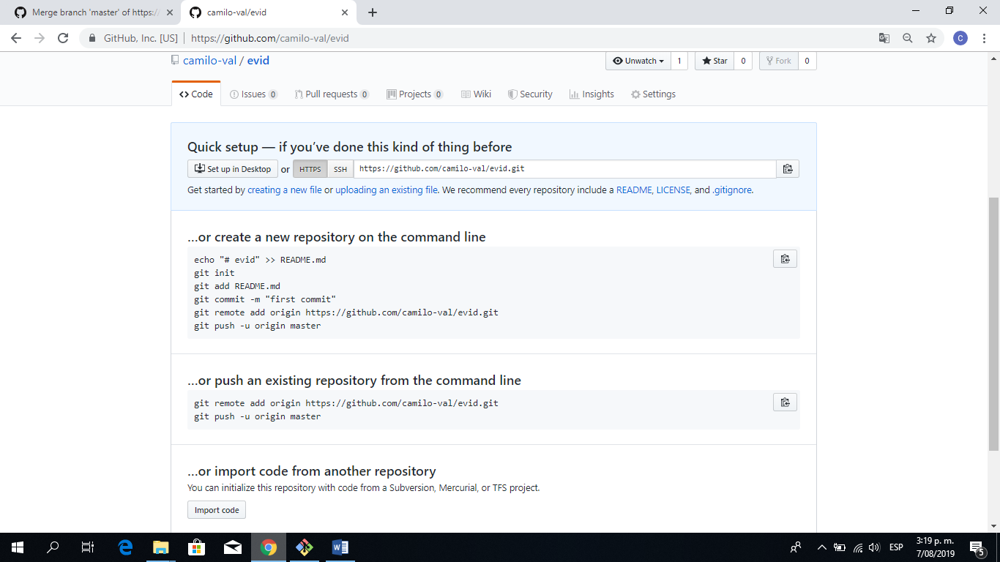 Merge branch 'master' of https:/
camilo-val/evid
GitHub, Inc. [US] https://github.com/camilo-val/evid
C
camilo-val / evid
Unwatch 1 Star 0 Fork 0
Code Issues 0 Pull requests 0 Projects 0 Wiki Security Insights Settings
Quick setup — if you’ve done this kind of thing before
Set up in Desktop or HTTPS SSH https://github.com/camilo-val/evid.git
Get started by creating a new file or uploading an existing file. We recommend every repository include a README, LICENSE, and .gitignore.
…or create a new repository on the command line
echo "# evid" >> README.md
git init
git add README.md
git commit -m "first commit"
git remote add origin https://github.com/camilo-val/evid.git
git push -u origin master
…or push an existing repository from the command line
git remote add origin https://github.com/camilo-val/evid.git
git push -u origin master
…or import code from another repository
You can initialize this repository with code from a Subversion, Mercurial, or TFS project.
Import code
ESP
3:19 p. m.
7/08/2019
5